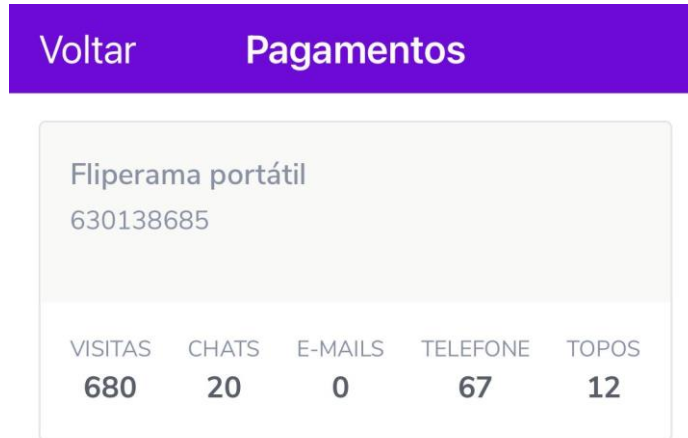 Voltar Pagamentos
Fliperama portátil
630138685
VISITAS CHATS E-MAILS TELEFONE TOPOS
680 20 0 67 12